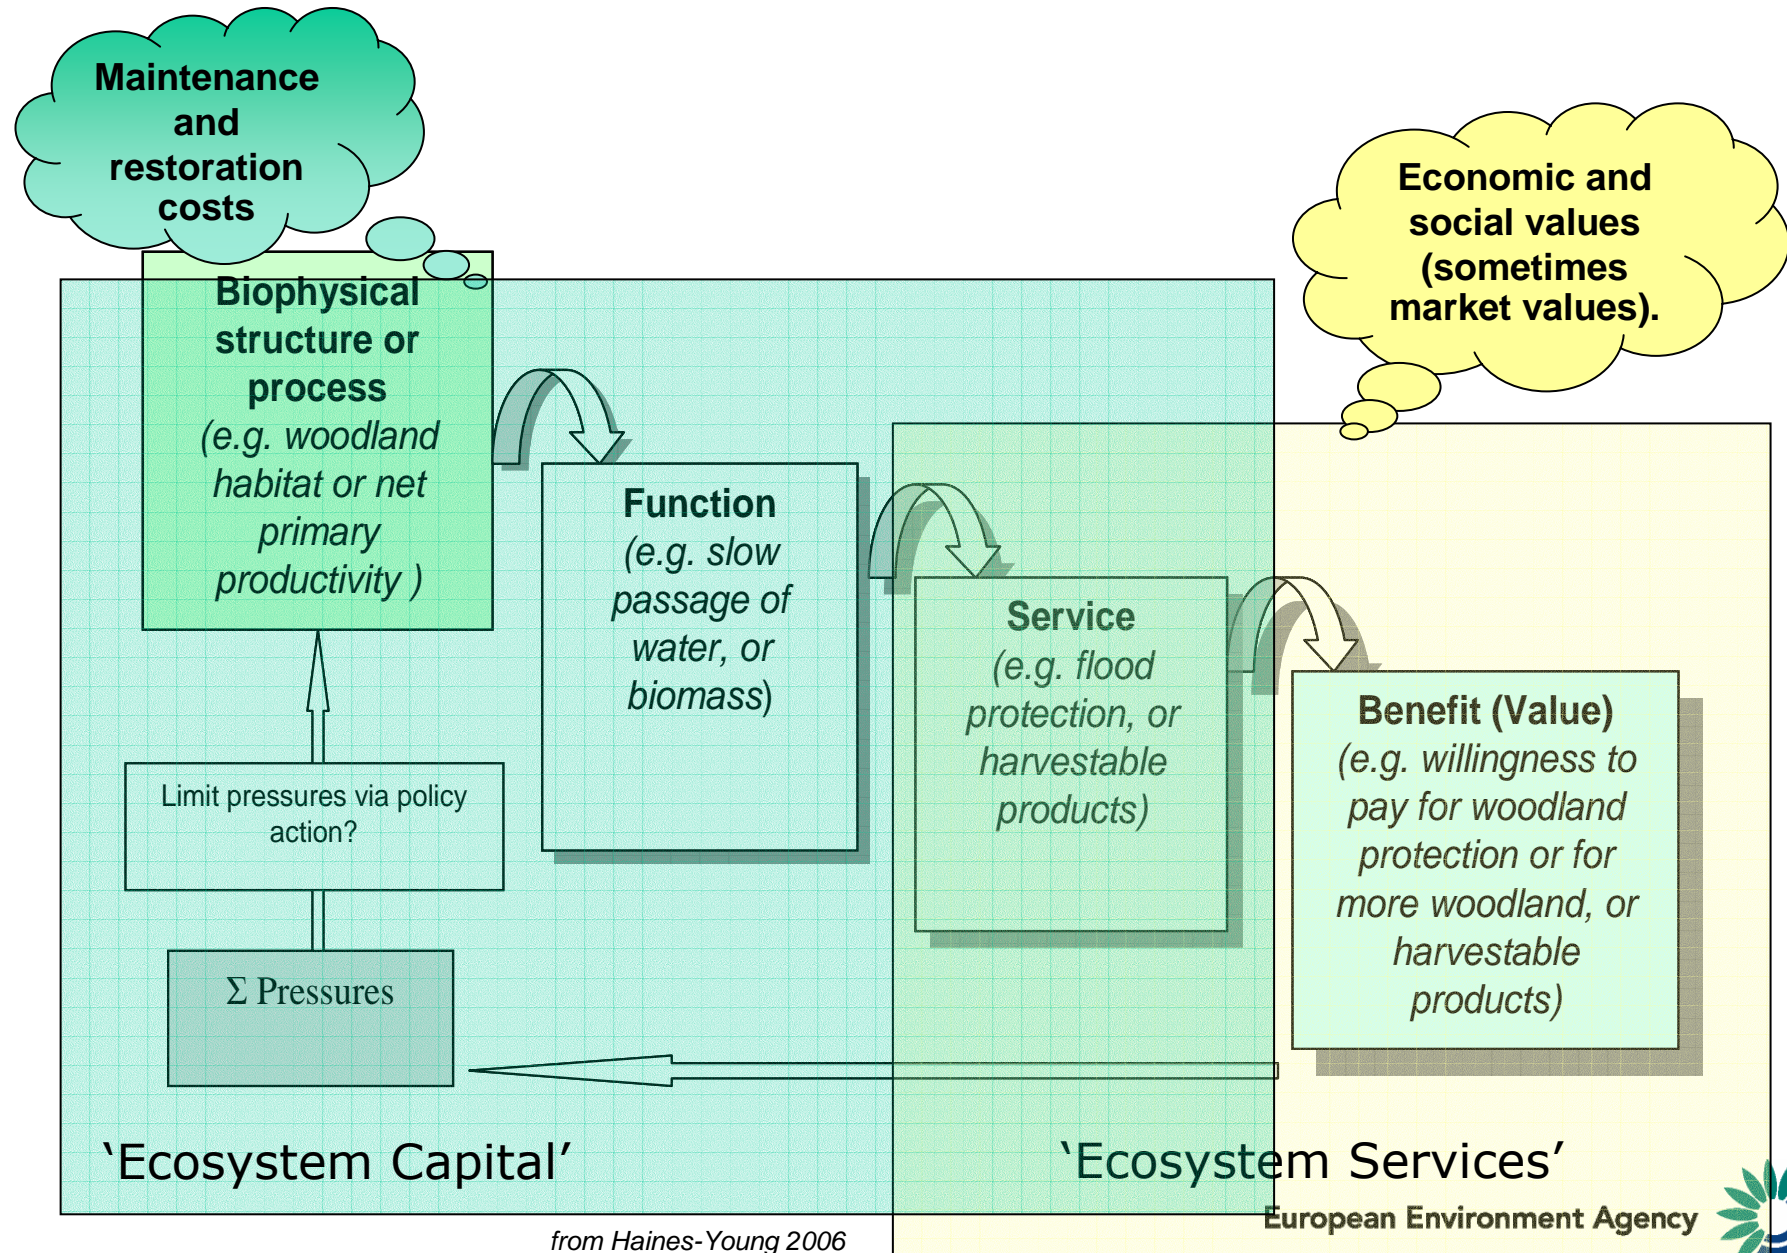 Maintenance
and
restoration
costs
Economic and
social values
(sometimes
market values).
Biophysical
structure or
process
(e.g. woodland
habitat or net
primary
productivity )
Function
(e.g. slow
passage of
water, or
biomass)
Service
(e.g. flood
protection, or
harvestable
products)
Benefit (Value)
(e.g. willingness to
pay for woodland
protection or for
more woodland, or
harvestable
products)
Limit pressures via policy
action?
Σ Pressures
‘Ecosystem Capital’
‘Ecosystem Services’
European Environment Agency
from Haines-Young 2006